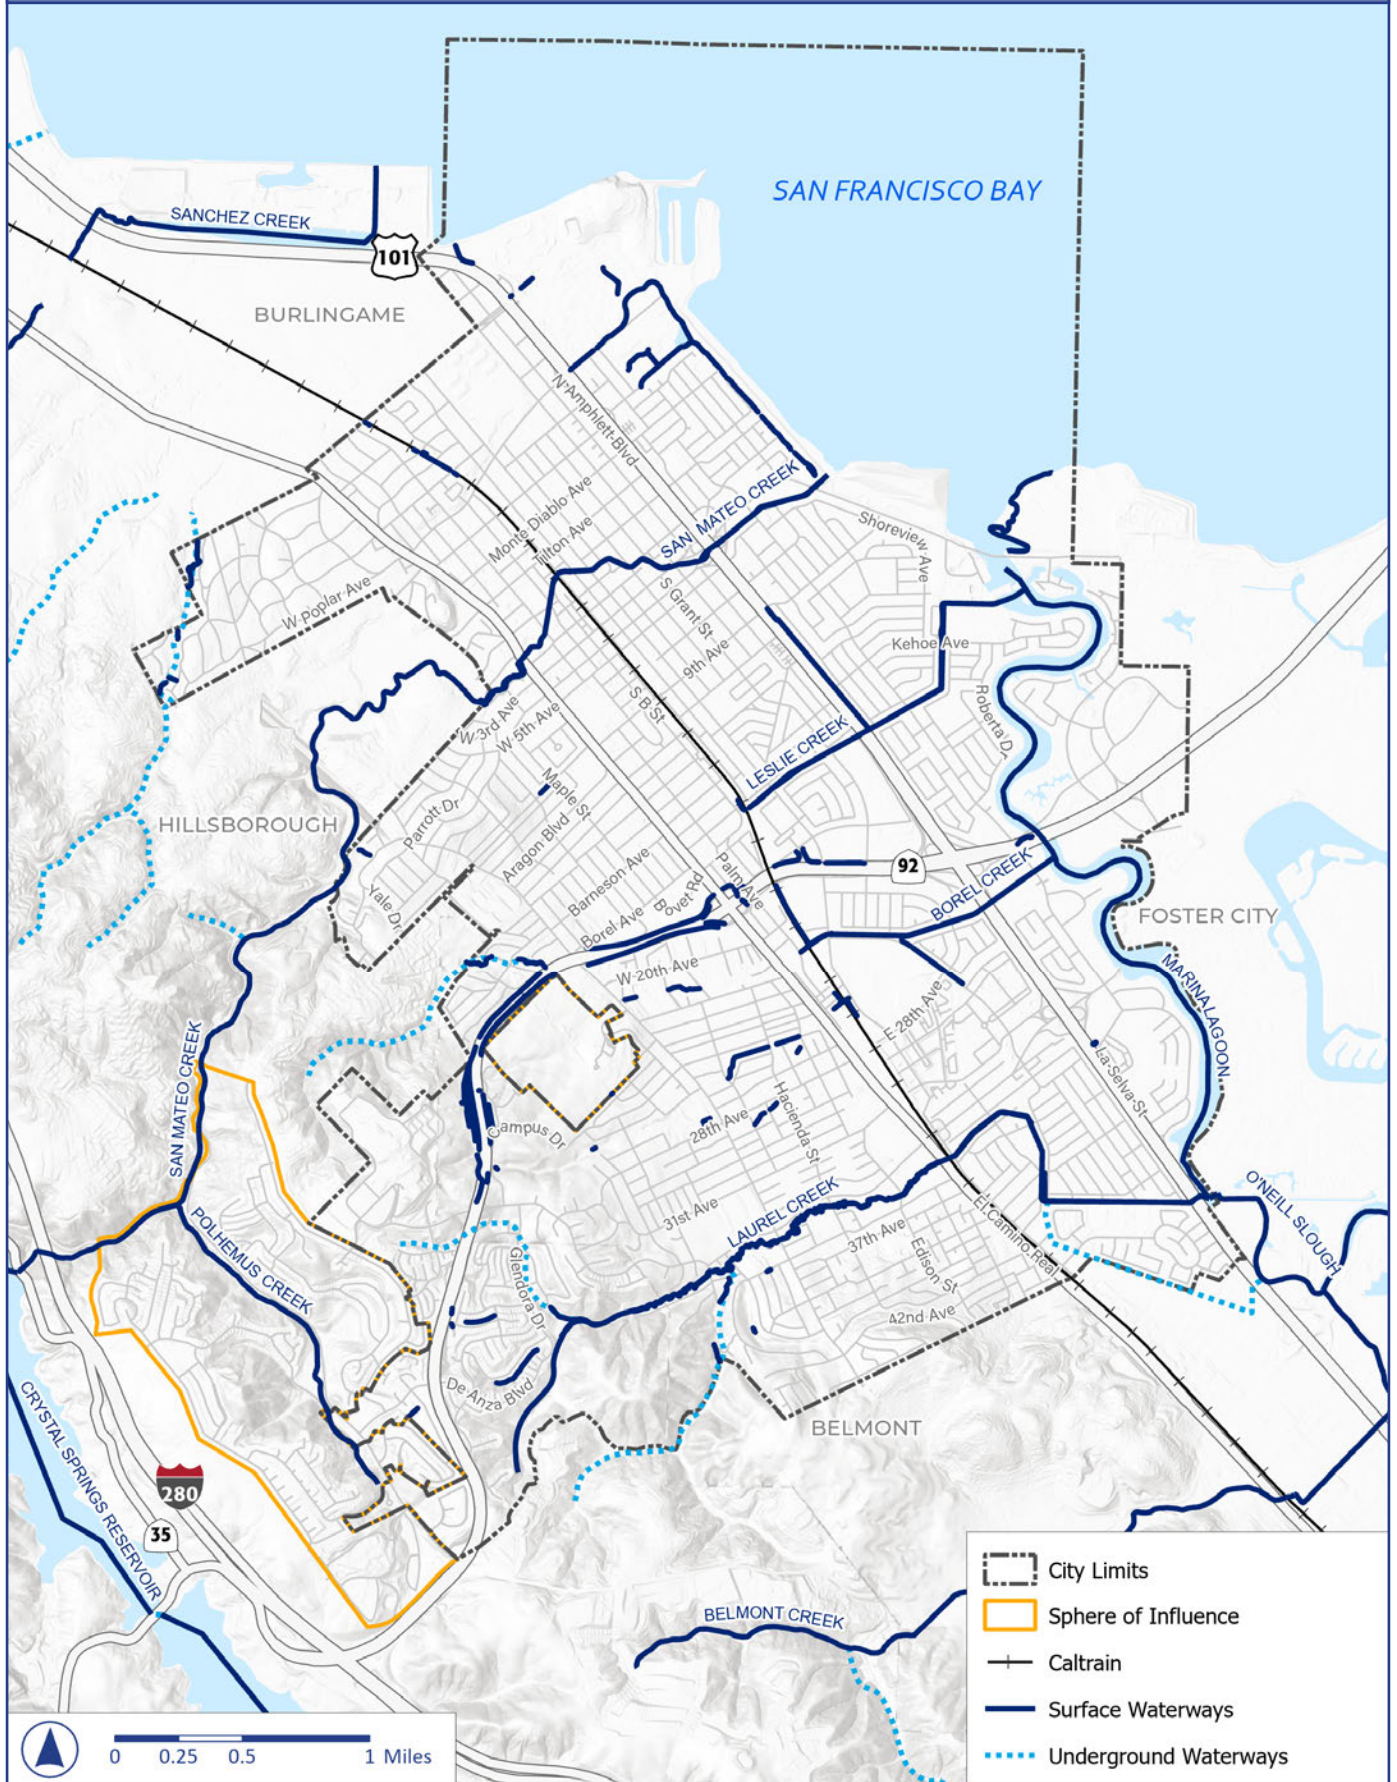 SAN FRANCISCO BAY
SANCHEZ CREEK
101
BURLINGAME
N Amphlett Blvd
SAN MATEO CREEK
Monte Diablo Ave
Tilton Ave
Shoreview Ave
W Poplar Ave
S Grant St
9th Ave
Kehoe Ave
S B St
Roberta Dr
W 3rd Ave
W 5th Ave
LESLIE CREEK
Maple St
HILLSBOROUGH
Parrott Dr
Aragon Blvd
Barneson Ave
Palm Ave
92
BOREL CREEK
Yale Dr
Bovet Rd
Borel Ave
FOSTER CITY
W 20th Ave
MARINA LAGOON
E 28th Ave
SAN MATEO CREEK
La Selva St
Campus Dr
28th Ave
Hacienda St
O'NEILL SLOUGH
31st Ave
LAUREL CREEK
POLHEMUS CREEK
37th Ave
El Camino Real
Glendora Dr
Edison St
42nd Ave
De Anza Blvd
CRYSTAL SPRINGS RESERVOIR
BELMONT
280
35
BELMONT CREEK
City Limits
Sphere of Influence
Caltrain
Surface Waterways
Underground Waterways
0 0.25 0.5 1 Miles